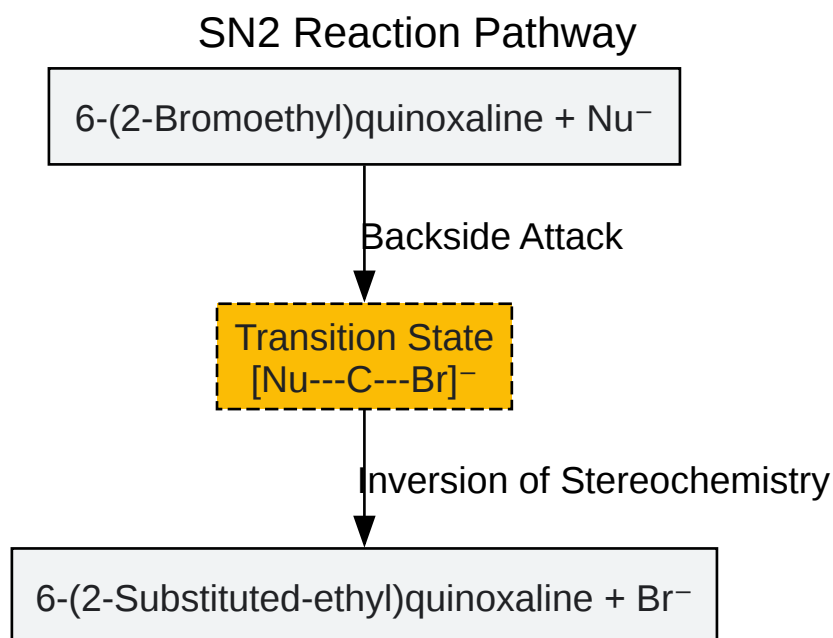 SN2 Reaction Pathway
6-(2-Bromoethyl)quinoxaline + Nu⁻
Backside Attack
Transition State
[Nu---C---Br]⁻
Inversion of Stereochemistry
6-(2-Substituted-ethyl)quinoxaline + Br⁻